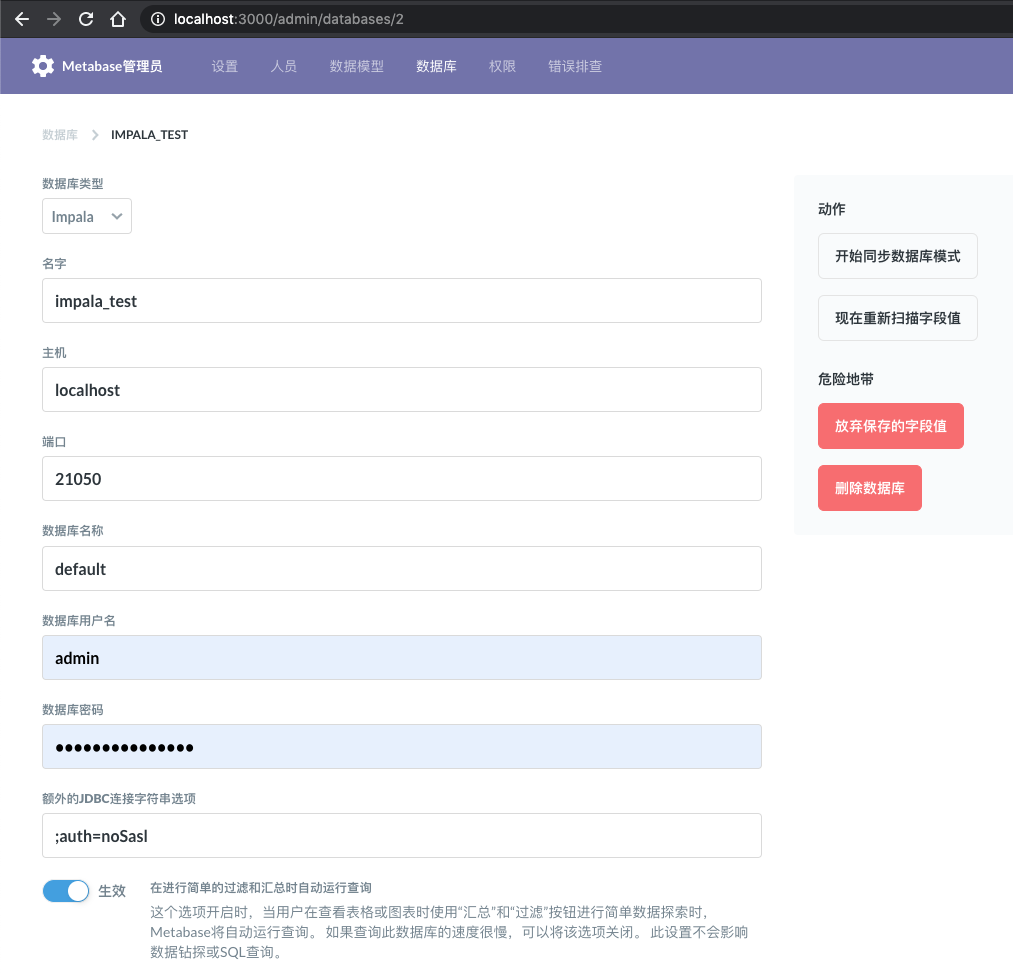 localhost:3000/admin/databases/2
Metabase管理员 设置 人员 数据模型 数据库 权限 错误排查
数据库 > IMPALA_TEST
数据库类型
Impala
名字
impala_test
主机
localhost
端口
21050
数据库名称
default
数据库用户名
admin
数据库密码
•••••••••••••••
额外的JDBC连接字符串选项
;auth=noSasl
生效
在进行简单的过滤和汇总时自动运行查询
这个选项开启时，当用户在查看表格或图表时使用“汇总”和“过滤”按钮进行简单数据探索时，
Metabase将自动运行查询。 如果查询此数据库的速度很慢，可以将该选项关闭。 此设置不会影响
数据钻探或SQL查询。
动作
开始同步数据库模式
现在重新扫描字段值
危险地带
放弃保存的字段值
删除数据库